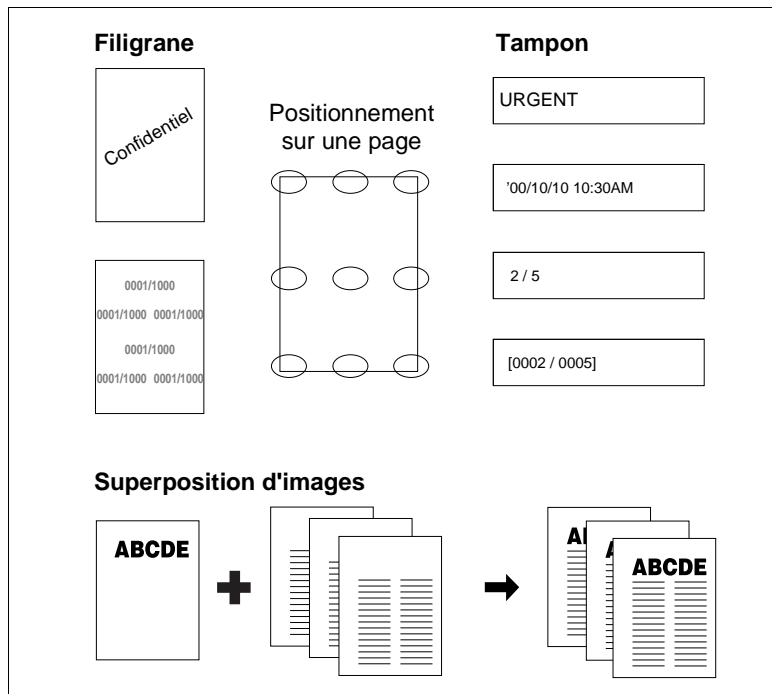 Filigrane
Confidentiel
0001/1000
0001/1000 0001/1000
0001/1000
0001/1000 0001/1000
Positionnement
sur une page
Tampon
URGENT
'00/10/10 10:30AM
2 / 5
[0002 / 0005]
Superposition d'images
ABCDE
AI
A
ABCDE